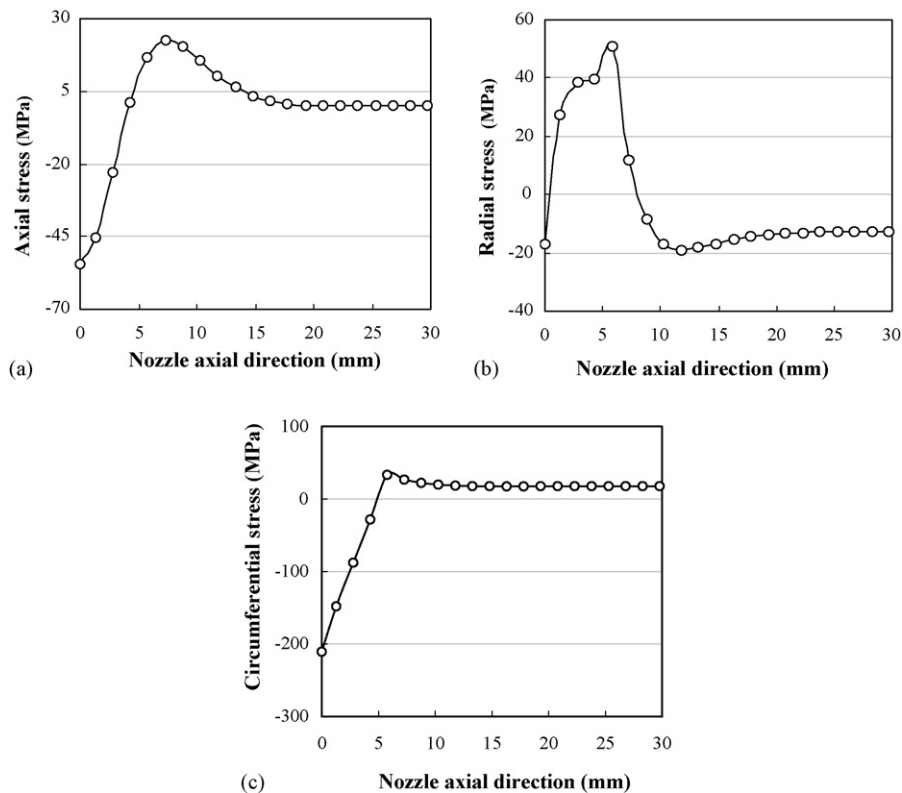 30
5
-20
-45
-70
Axial stress (MPa)
0 5 10 15 20 25 30
Nozzle axial direction (mm)
(a)
60
40
20
0
-20
-40
Radial stress (MPa)
0 5 10 15 20 25 30
Nozzle axial direction (mm)
(b)
100
0
-100
-200
-300
Circumferential stress (MPa)
0 5 10 15 20 25 30
Nozzle axial direction (mm)
(c)